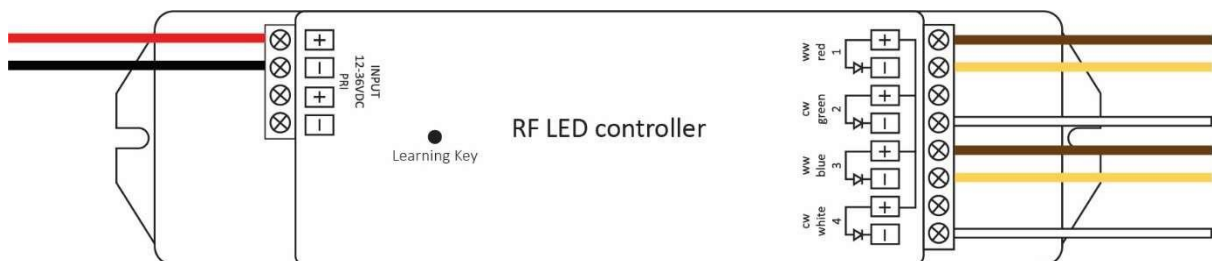 +
−
+
−
INPUT
12-36VDC
PRI
Learning Key
RF LED controller
ww
red
1
+
−
cw
green
2
+
−
ww
blue
3
+
−
cw
white
4
+
−